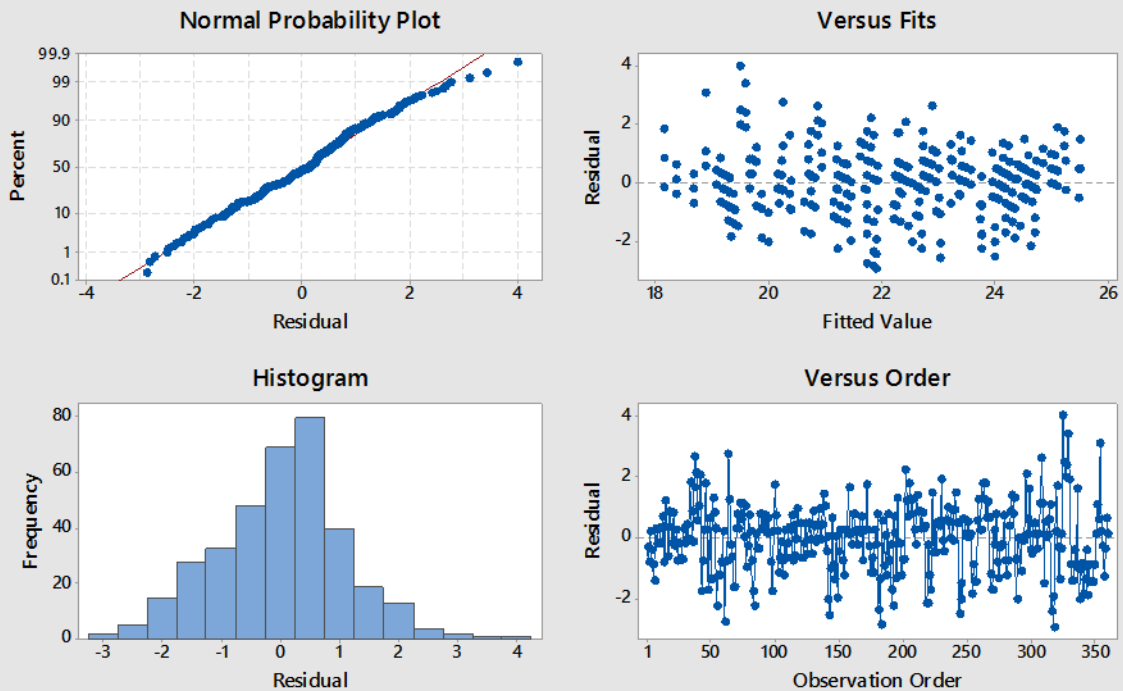 Normal Probability Plot
99.9
99
90
50
10
1
0.1
Percent
-4 -2 0 2 4
Residual
Versus Fits
4
2
0
-2
Residual
18 20 22 24 26
Fitted Value
Histogram
80
60
40
20
0
Frequency
-3 -2 -1 0 1 2 3 4
Residual
Versus Order
4
2
0
-2
Residual
1 50 100 150 200 250 300 350
Observation Order